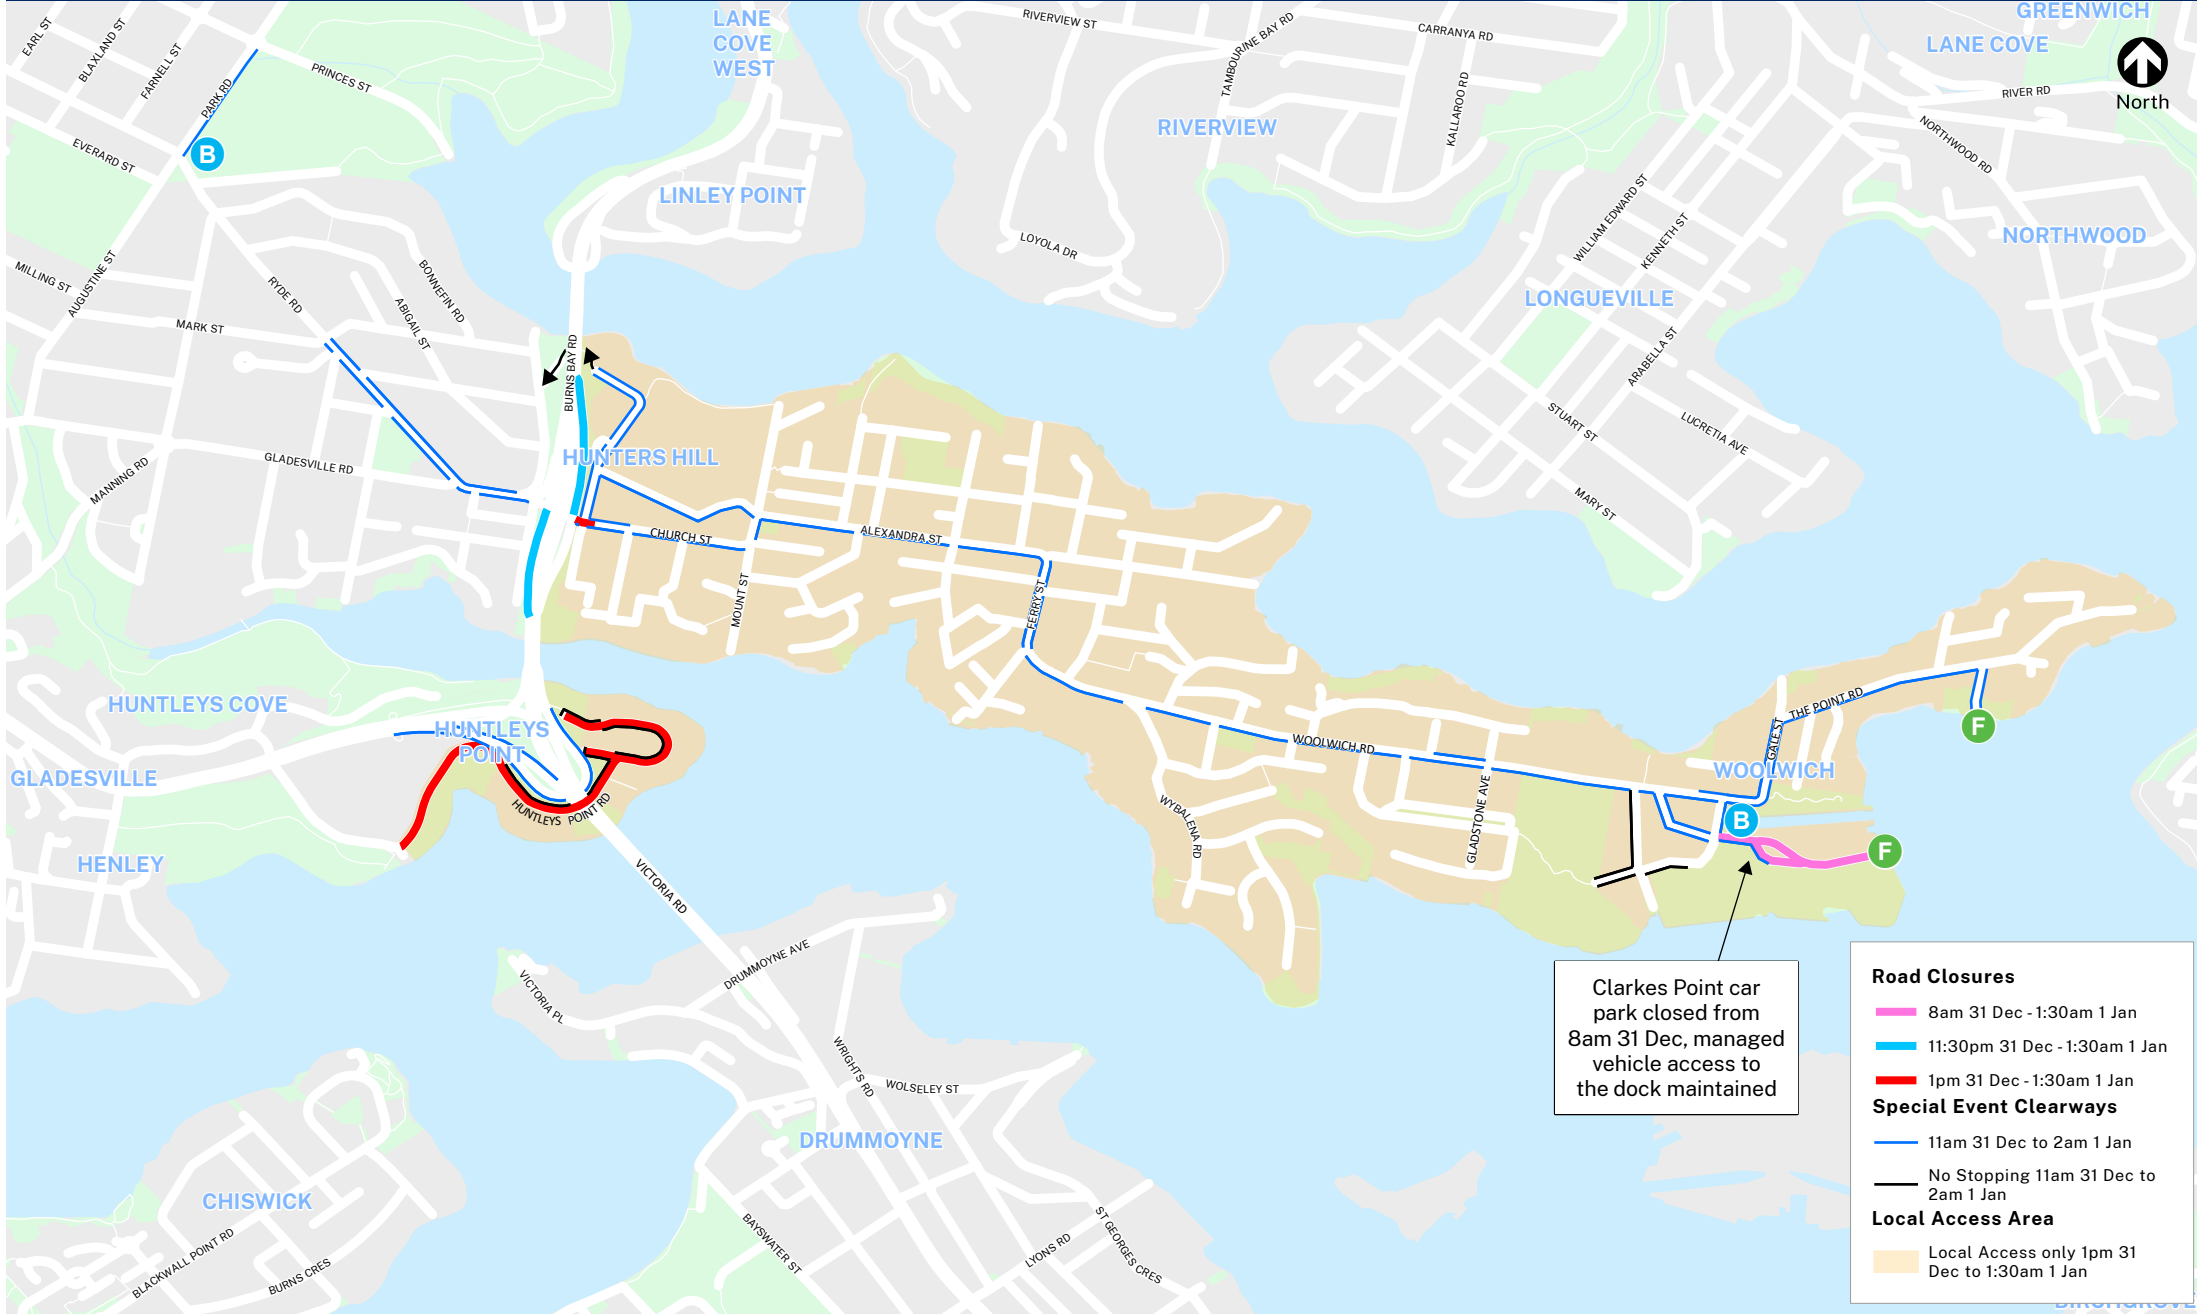 LANE
COVE
WEST
GREENWICH
LANE COVE
North
EARL ST
BLAXLAND ST
FARNELL ST
PARK RD
PRINCES ST
RIVERVIEW ST
TAMBOURINE BAY RD
CARRANYA RD
KALLAROO RD
RIVER RD
NORTHWOOD RD
RIVERVIEW
B
EVERARD ST
LINLEY POINT
WILLIAM EDWARD ST
KENNETH ST
NORTHWOOD
LOYOLA DR
MILLING ST
AUGUSTINE ST
RYDE RD
BONNEFIN RD
ABIGAIL ST
LONGUEVILLE
MARK ST
BURNS BAY RD
ARABELLA ST
STUART ST
LUCRETIA AVE
MARY ST
MANNING RD
GLADESVILLE RD
HUNTERS HILL
CHURCH ST
ALEXANDRA ST
MOUNT ST
FERRY ST
HUNTLEYS COVE
HUNTLEYS
POINT
GLADESVILLE
HENLEY
HUNTLEYS POINT RD
VICTORIA RD
WOOLWICH RD
THE POINT RD
GALE ST
F
WOOLWICH
B
F
WYBALENA RD
GLADSTONE AVE
DRUMMOYNE AVE
VICTORIA PL
WRIGHTS RD
WOLSELEY ST
DRUMMOYNE
CHISWICK
BLACKWALL POINT RD
BURNS CRES
BAYSWATER ST
LYONS RD
ST GEORGES CRES
Clarkes Point car
park closed from
8am 31 Dec, managed
vehicle access to
the dock maintained
Road Closures
8am 31 Dec - 1:30am 1 Jan
11:30pm 31 Dec - 1:30am 1 Jan
1pm 31 Dec - 1:30am 1 Jan
Special Event Clearways
11am 31 Dec to 2am 1 Jan
No Stopping 11am 31 Dec to
2am 1 Jan
Local Access Area
Local Access only 1pm 31
Dec to 1:30am 1 Jan